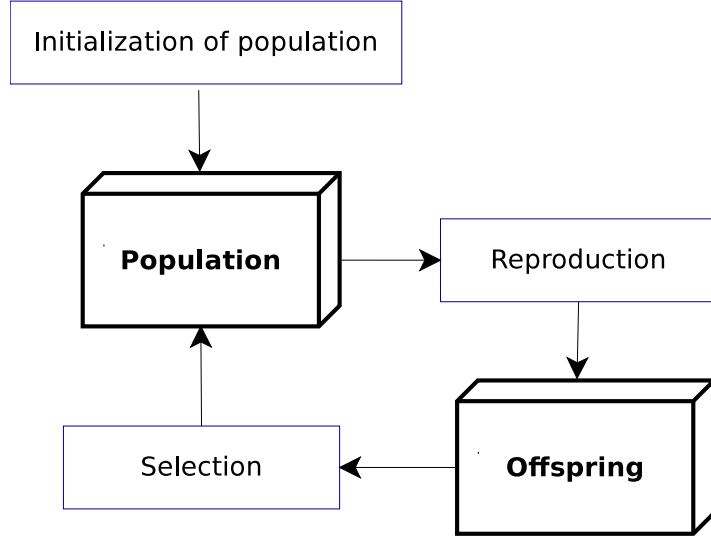 Initialization of population
Population
Reproduction
Selection
Offspring